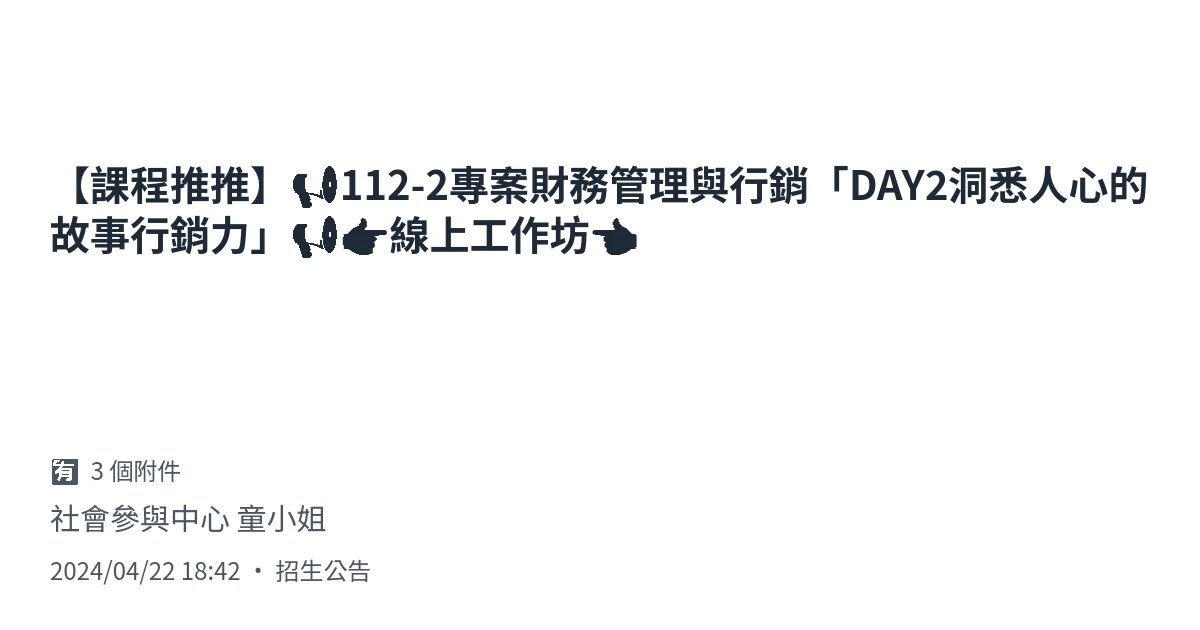 【課程推推】📢112-2專案財務管理與行銷「DAY2洞悉人心的
故事行銷力」📢👉線上工作坊👈
🈶 3 個附件
社會參與中心 童小姐
2024/04/22 18:42 • 招生公告